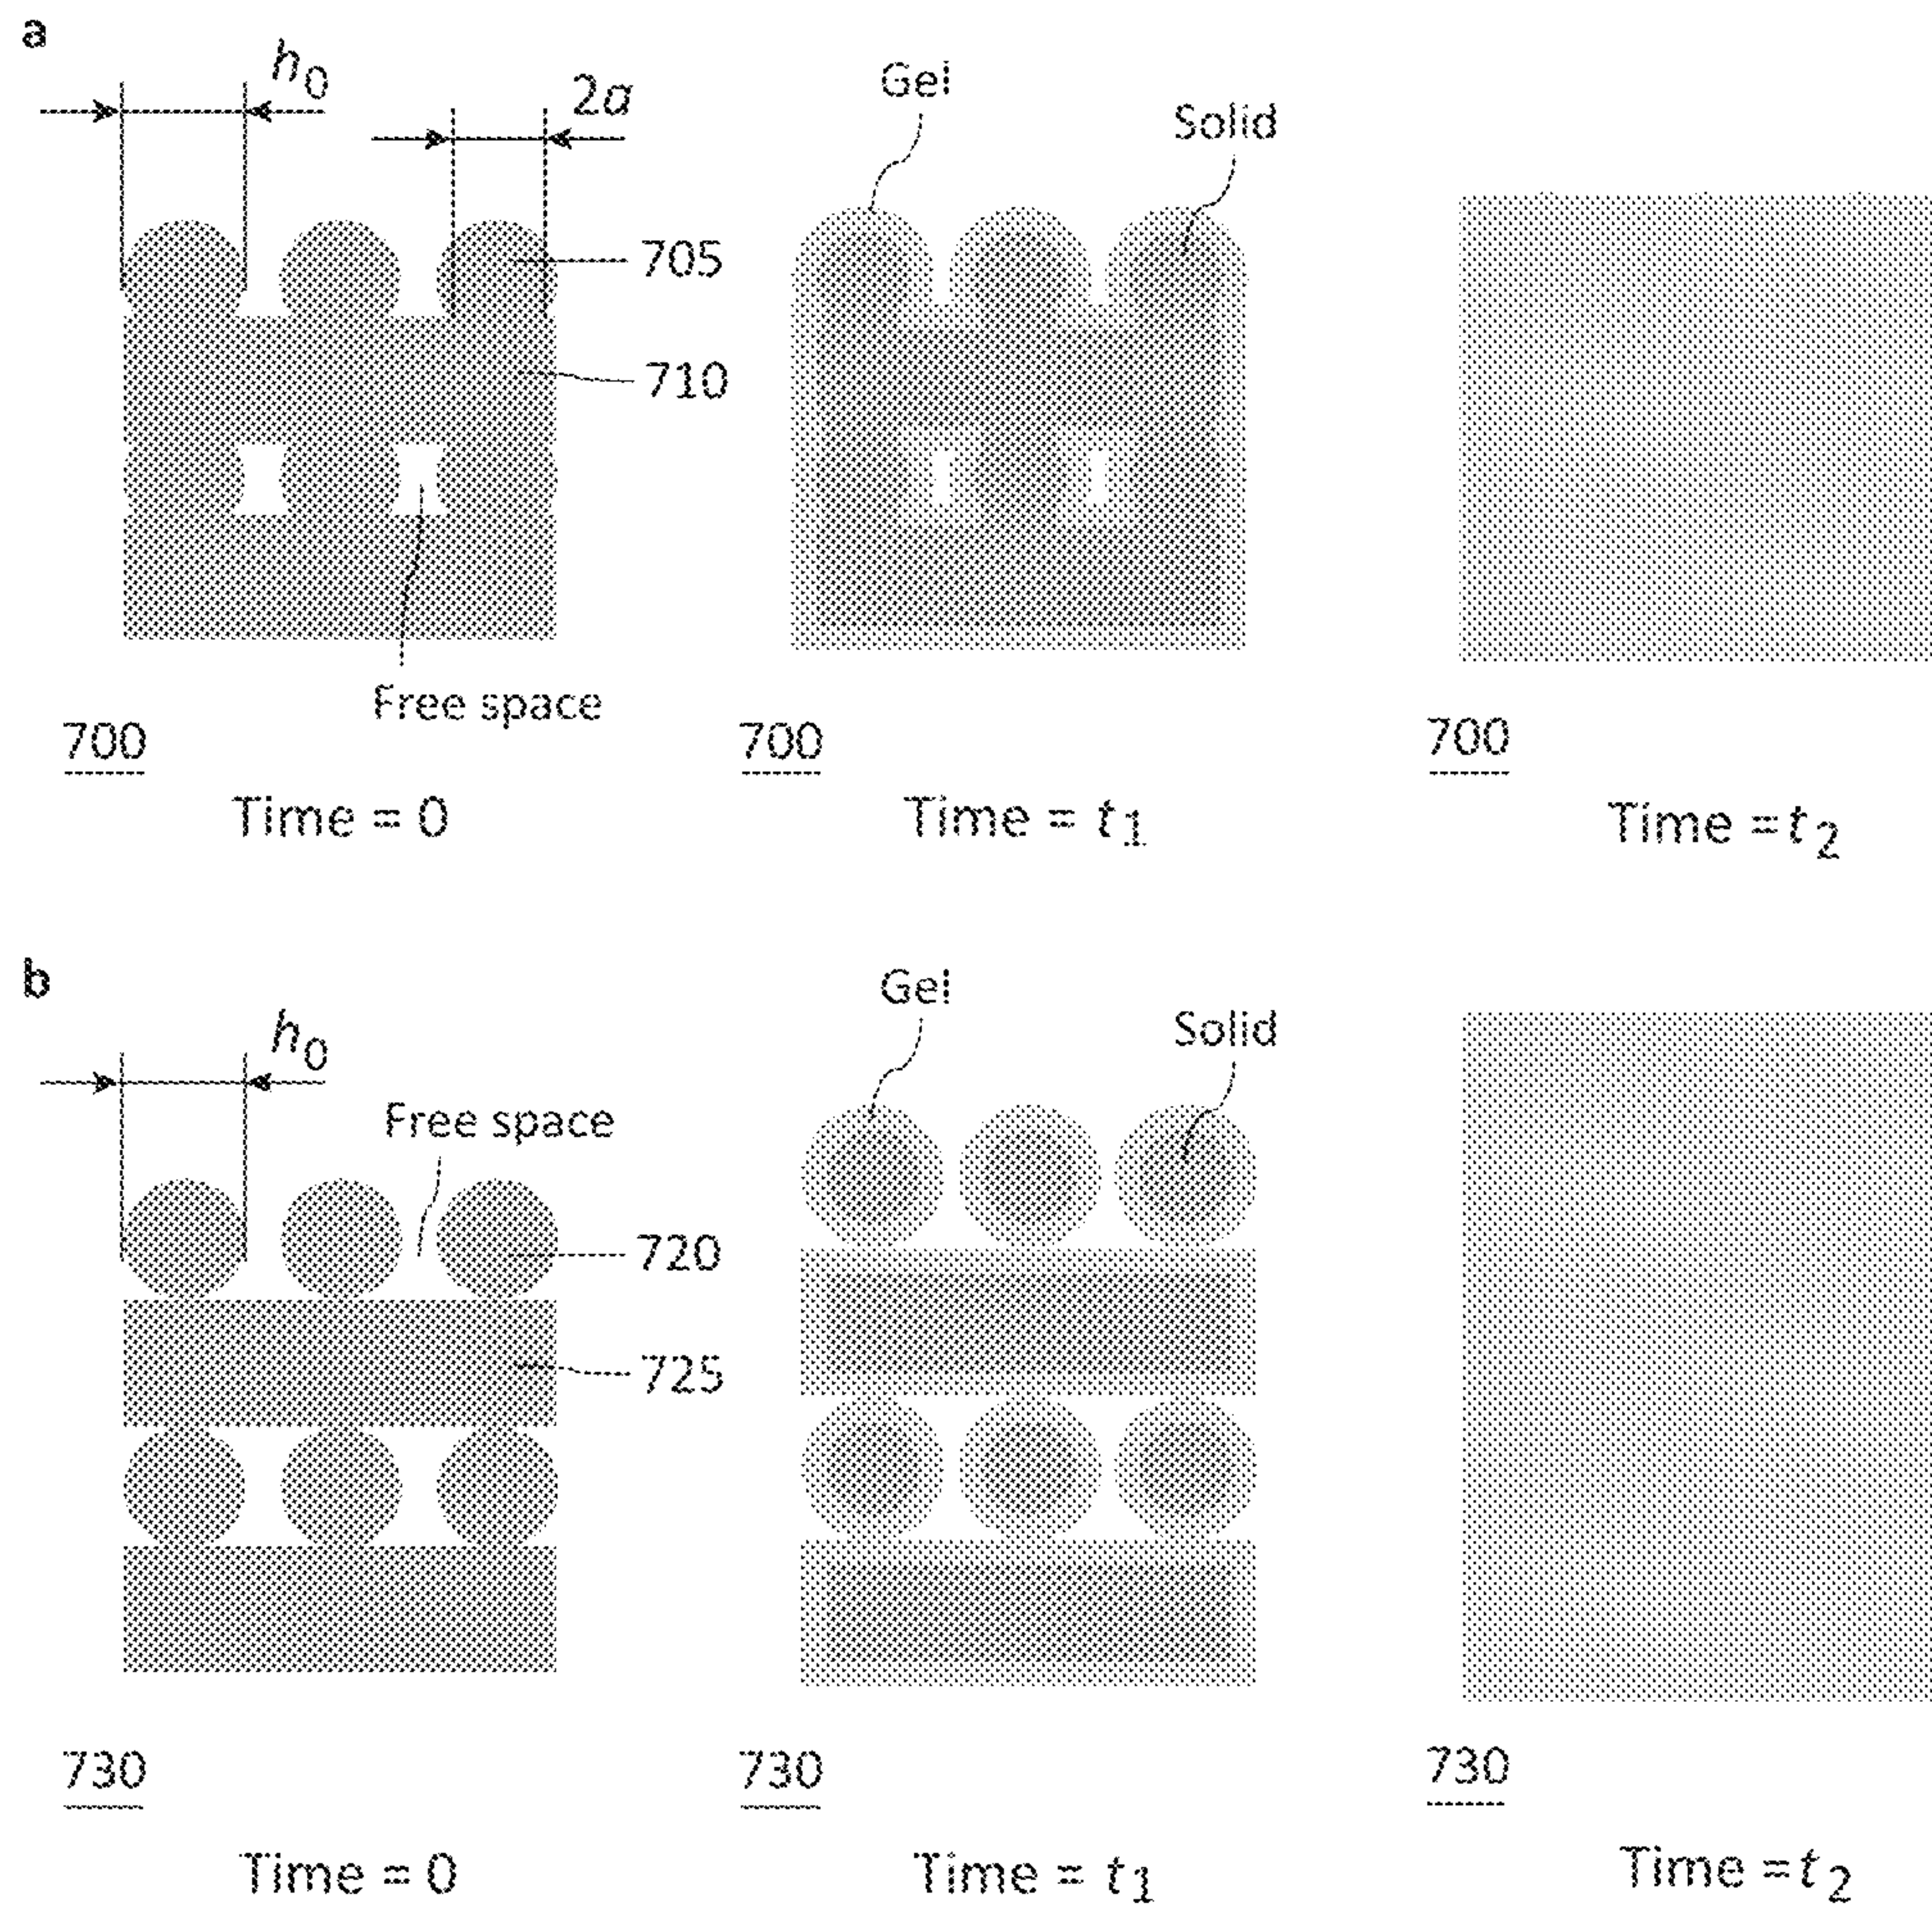 a
h0
2a
Gel
Solid
705
710
Free space
700
700
700
Time = 0
Time = t1
Time = t2
b
h0
Gel
Solid
Free space
720
725
730
730
730
Time = 0
Time = t1
Time = t2